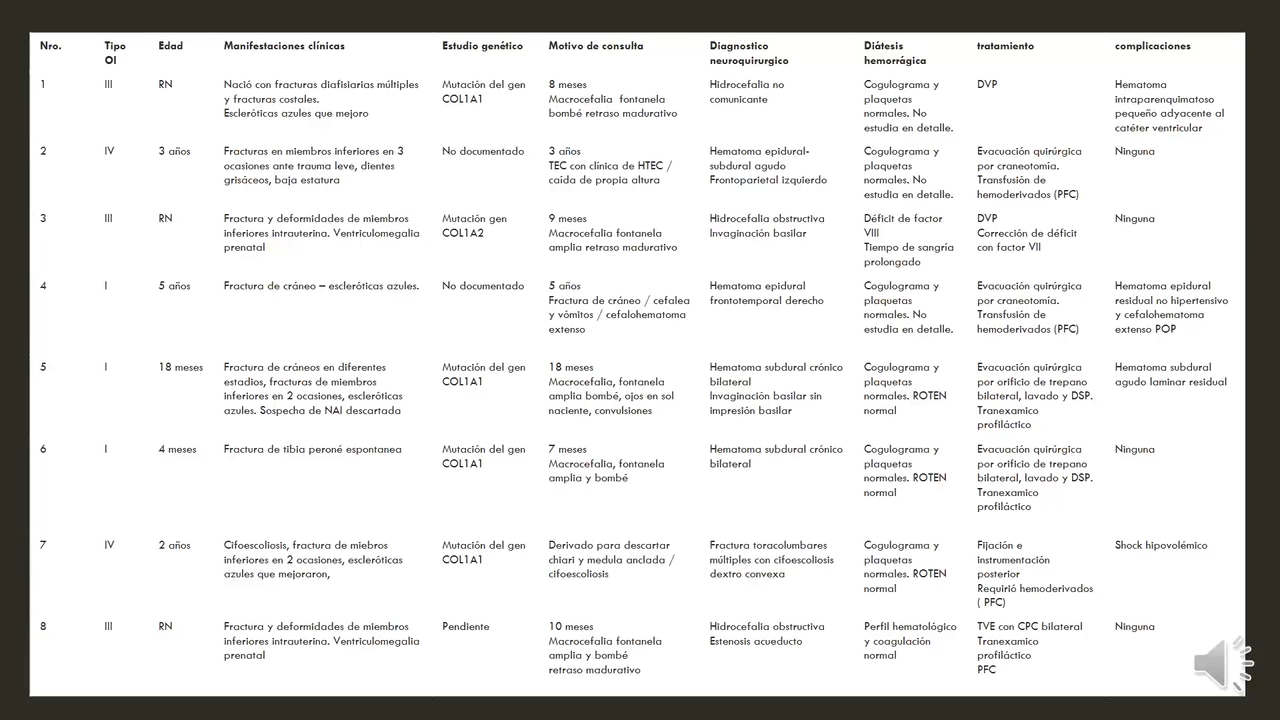 Nro. Tipo OI Edad Manifestaciones clínicas Estudio genético Motivo de consulta Diagnostico neuroquirurgico Diátesis hemorrágica tratamiento complicaciones
1
III
RN
Nació con fracturas diafisiarias múltiples
y fracturas costales.
Escleróticas azules que mejoro
Mutación del gen
COL1A1
8 meses
Macrocefalia fontanela
bombé retraso madurativo
Hidrocefalia no
comunicante
Cogulograma y
plaquetas
normales. No
estudia en detalle.
DVP
Hematoma
intraparenquimatoso
pequeño adyacente al
catéter ventricular
2
IV
3 años
Fracturas en miembros inferiores en 3
ocasiones ante trauma leve, dientes
grisáceos, baja estatura
No documentado
3 años
TEC con clínica de HTEC /
caída de propia altura
Hematoma epidural-
subdural agudo
Frontoparietal izquierdo
Cogulograma y
plaquetas
normales. No
estudia en detalle.
Evacuación quirúrgica
por craneotomía.
Transfusión de
hemoderivados (PFC)
Ninguna
3
III
RN
Fractura y deformidades de miembros
inferiores intrauterina. Ventriculomegalia
prenatal
Mutación gen
COL1A2
9 meses
Macrocefalia fontanela
amplia retraso madurativo
Hidrocefalia obstructiva
Invaginación basilar
Déficit de factor
VIII
Tiempo de sangría
prolongado
DVP
Corrección de déficit
con factor VII
Ninguna
4
I
5 años
Fractura de cráneo – escleróticas azules.
No documentado
5 años
Fractura de cráneo / cefalea
y vómitos / cefalohematoma
extenso
Hematoma epidural
frontotemporal derecho
Cogulograma y
plaquetas
normales. No
estudia en detalle.
Evacuación quirúrgica
por craneotomía.
Transfusión de
hemoderivados (PFC)
Hematoma epidural
residual no hipertensivo
y cefalohematoma
extenso POP
5
I
18 meses
Fractura de cráneos en diferentes
estadios, fracturas de miembros
inferiores en 2 ocasiones, escleróticas
azules. Sospecha de NAI descartada
Mutación del gen
COL1A1
18 meses
Macrocefalia, fontanela
amplia bombé, ojos en sol
naciente, convulsiones
Hematoma subdural crónico
bilateral
Invaginación basilar sin
impresión basilar
Cogulograma y
plaquetas
normales. ROTEN
normal
Evacuación quirúrgica
por orificio de trepano
bilateral, lavado y DSP.
Tranexamico
profiláctico
Hematoma subdural
agudo laminar residual
6
I
4 meses
Fractura de tibia peroné espontanea
Mutación del gen
COL1A1
7 meses
Macrocefalia, fontanela
amplia y bombé
Hematoma subdural crónico
bilateral
Cogulograma y
plaquetas
normales. ROTEN
normal
Evacuación quirúrgica
por orificio de trepano
bilateral, lavado y DSP.
Tranexamico
profiláctico
Ninguna
7
IV
2 años
Cifoescoliosis, fractura de miebros
inferiores en 2 ocasiones, escleróticas
azules que mejoraron,
Mutación del gen
COL1A1
Derivado para descartar
chiari y medula anclada /
cifoescoliosis
Fractura toracolumbares
múltiples con cifoescoliosis
dextro convexa
Cogulograma y
plaquetas
normales. ROTEN
normal
Fijación e
instrumentación
posterior
Requirió hemoderivados
( PFC)
Shock hipovolémico
8
III
RN
Fractura y deformidades de miembros
inferiores intrauterina. Ventriculomegalia
prenatal
Pendiente
10 meses
Macrocefalia fontanela
amplia y bombé
retraso madurativo
Hidrocefalia obstructiva
Estenosis acueducto
Perfil hematológico
y coagulación
normal
TVE con CPC bilateral
Tranexamico
profiláctico
PFC
Ninguna